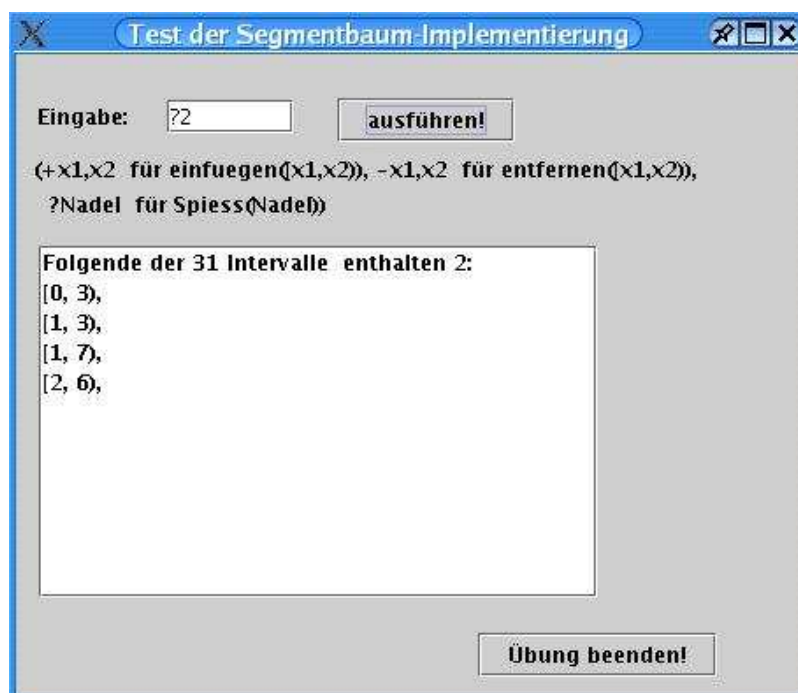 Test der Segmentbaum-Implementierung
Eingabe: ?2 ausführen!
(+x1,x2 für einfuegen([x1,x2)), -x1,x2 für entfernen([x1,x2)),
?Nadel für Spiess(Nadel))
Folgende der 31 Intervalle enthalten 2:
[0, 3),
[1, 3),
[1, 7),
[2, 6),
Übung beenden!